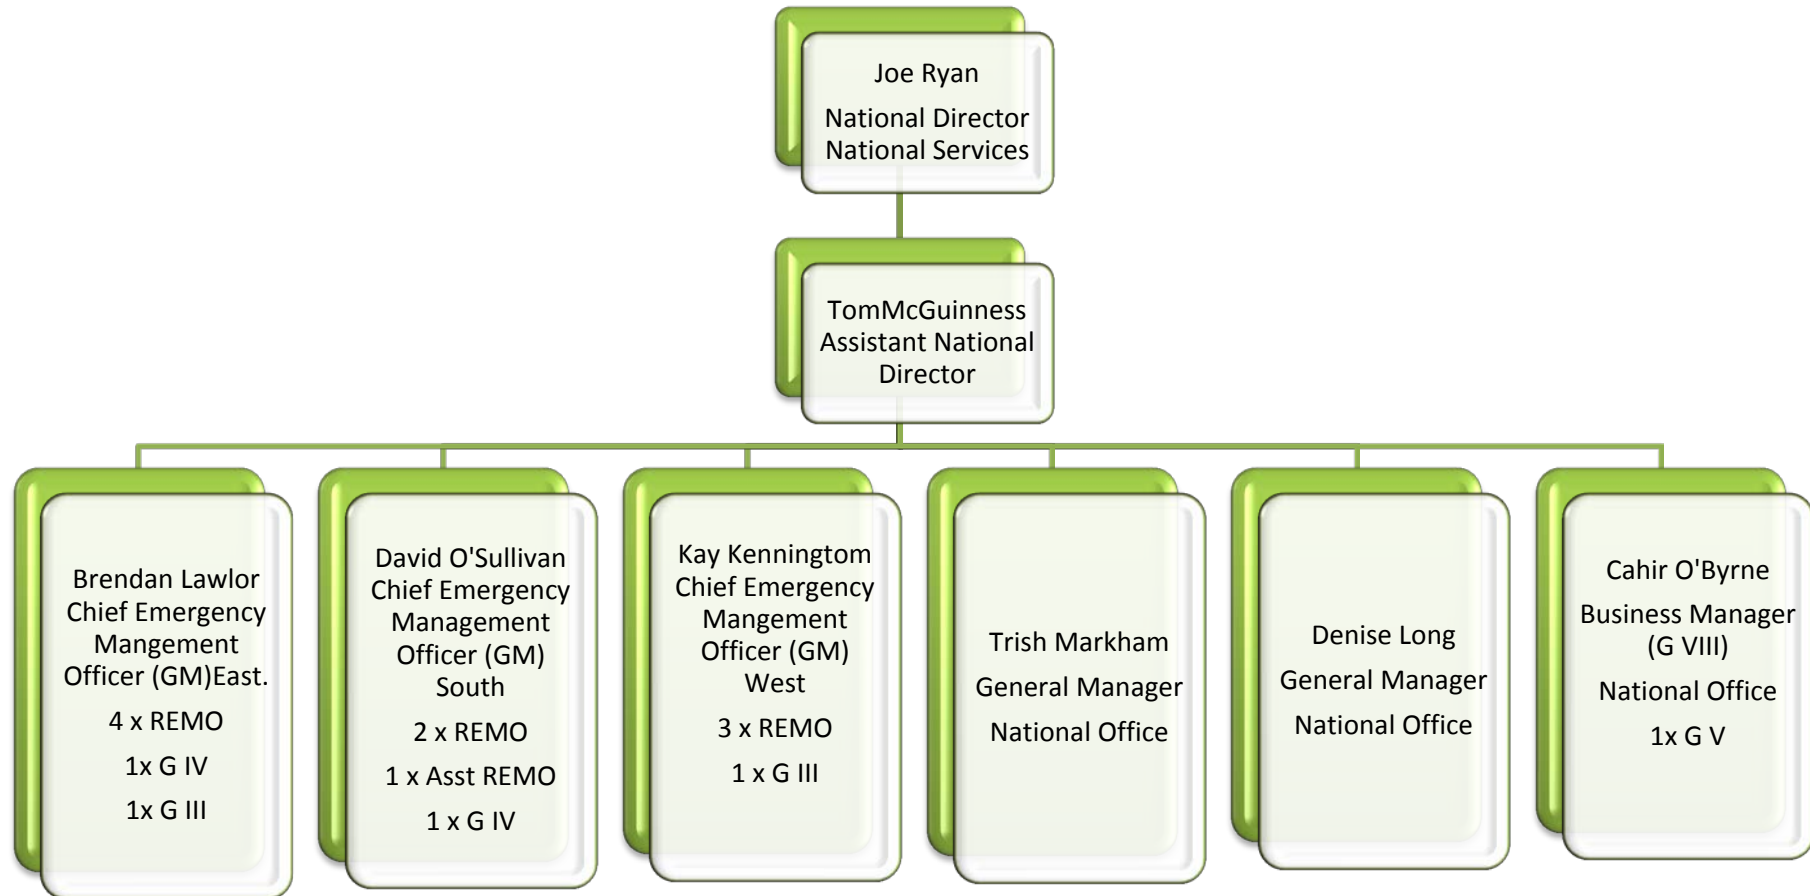 Joe Ryan
National Director
National Services
TomMcGuinness
Assistant National
Director
Brendan Lawlor
Chief Emergency
Mangement
Officer (GM)East.
4 x REMO
1x G IV
1x G III
David O'Sullivan
Chief Emergency
Management
Officer (GM)
South
2 x REMO
1 x Asst REMO
1 x G IV
Kay Kenningtom
Chief Emergency
Mangement
Officer (GM)
West
3 x REMO
1 x G III
Trish Markham
General Manager
National Office
Denise Long
General Manager
National Office
Cahir O'Byrne
Business Manager
(G VIII)
National Office
1x G V